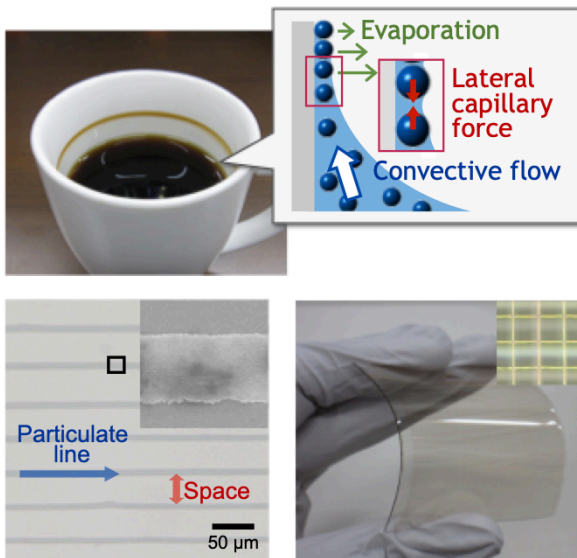 Evaporation
Lateral
capillary
force
Convective flow
Particulate
line
Space
50 μm